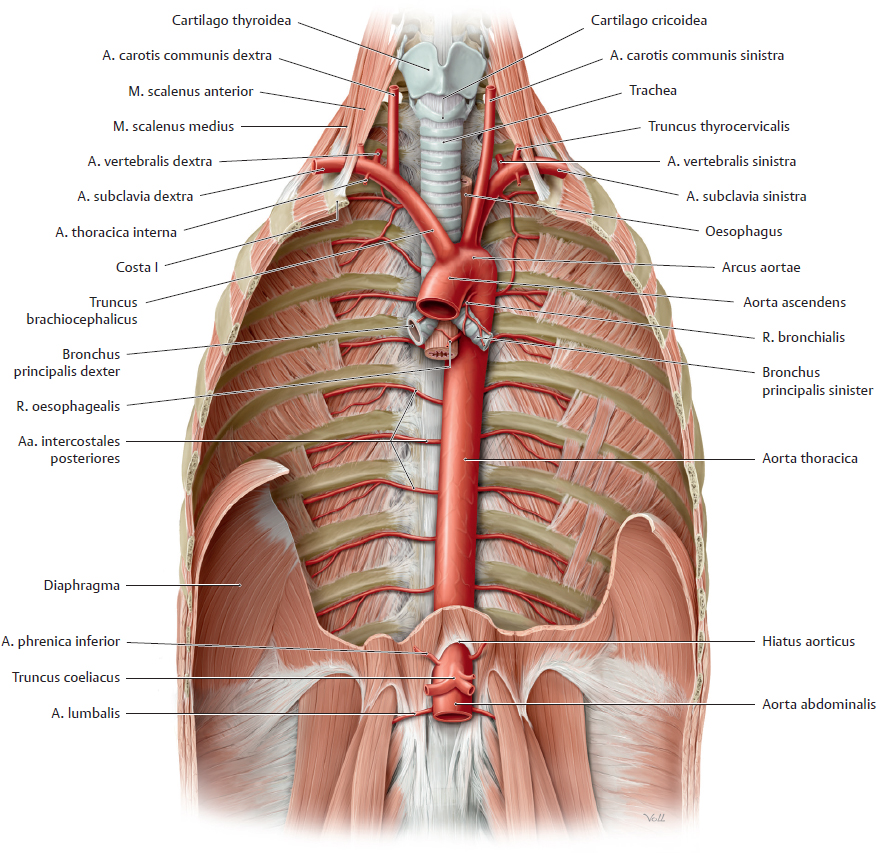 Cartilago thyroidea
A. carotis communis dextra
M. scalenus anterior
M. scalenus medius
A. vertebralis dextra
A. subclavia dextra
A. thoracica interna
Costa I
Truncus
brachiocephalicus
Bronchus
principalis dexter
R. oesophagealis
Aa. intercostales
posteriores
Diaphragma
A. phrenica inferior
Truncus coeliacus
A. lumbalis
Cartilago cricoidea
A. carotis communis sinistra
Trachea
Truncus thyrocervicalis
A. vertebralis sinistra
A. subclavia sinistra
Oesophagus
Arcus aortae
Aorta ascendens
R. bronchialis
Bronchus
principalis sinister
Aorta thoracica
Hiatus aorticus
Aorta abdominalis
Voll